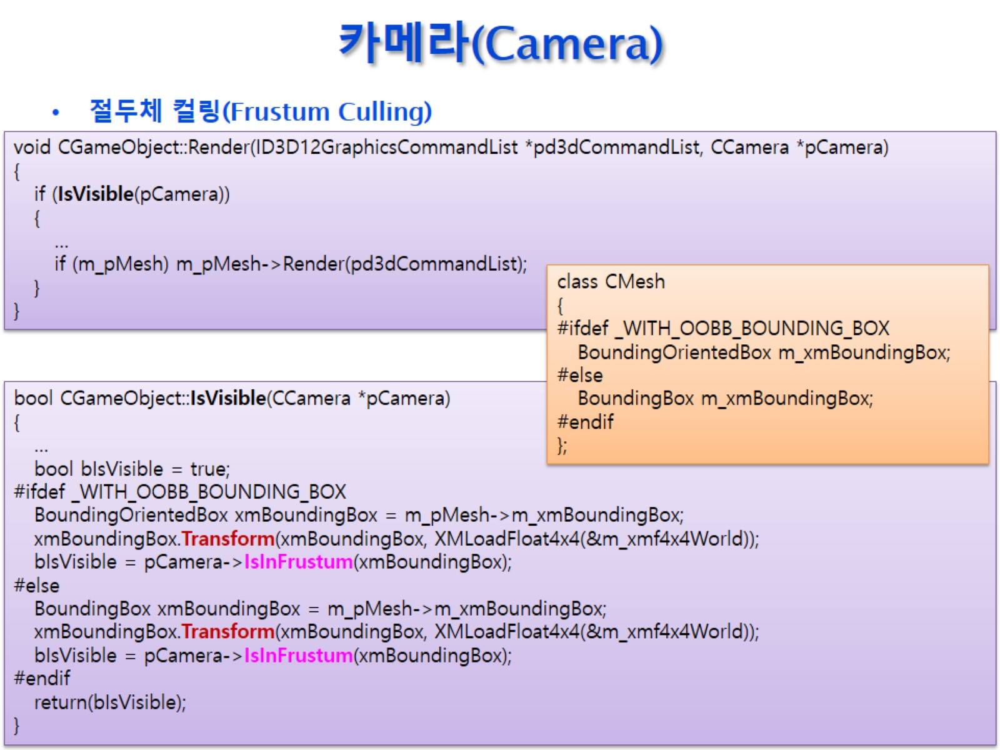 카메라(Camera)
• 절두체 컬링(Frustum Culling)
void CGameObject::Render(ID3D12GraphicsCommandList *pd3dCommandList, CCamera *pCamera)
{
if (IsVisible(pCamera))
{
...
if (m_pMesh) m_pMesh->Render(pd3dCommandList);
}
}
class CMesh
{
#ifdef _WITH_OOBB_BOUNDING_BOX
BoundingOrientedBox m_xmBoundingBox;
#else
BoundingBox m_xmBoundingBox;
#endif
};
bool CGameObject::IsVisible(CCamera *pCamera)
{
...
bool bIsVisible = true;
#ifdef _WITH_OOBB_BOUNDING_BOX
BoundingOrientedBox xmBoundingBox = m_pMesh->m_xmBoundingBox;
xmBoundingBox.Transform(xmBoundingBox, XMLoadFloat4x4(&m_xmf4x4World));
bIsVisible = pCamera->IsInFrustum(xmBoundingBox);
#else
BoundingBox xmBoundingBox = m_pMesh->m_xmBoundingBox;
xmBoundingBox.Transform(xmBoundingBox, XMLoadFloat4x4(&m_xmf4x4World));
bIsVisible = pCamera->IsInFrustum(xmBoundingBox);
#endif
return(bIsVisible);
}